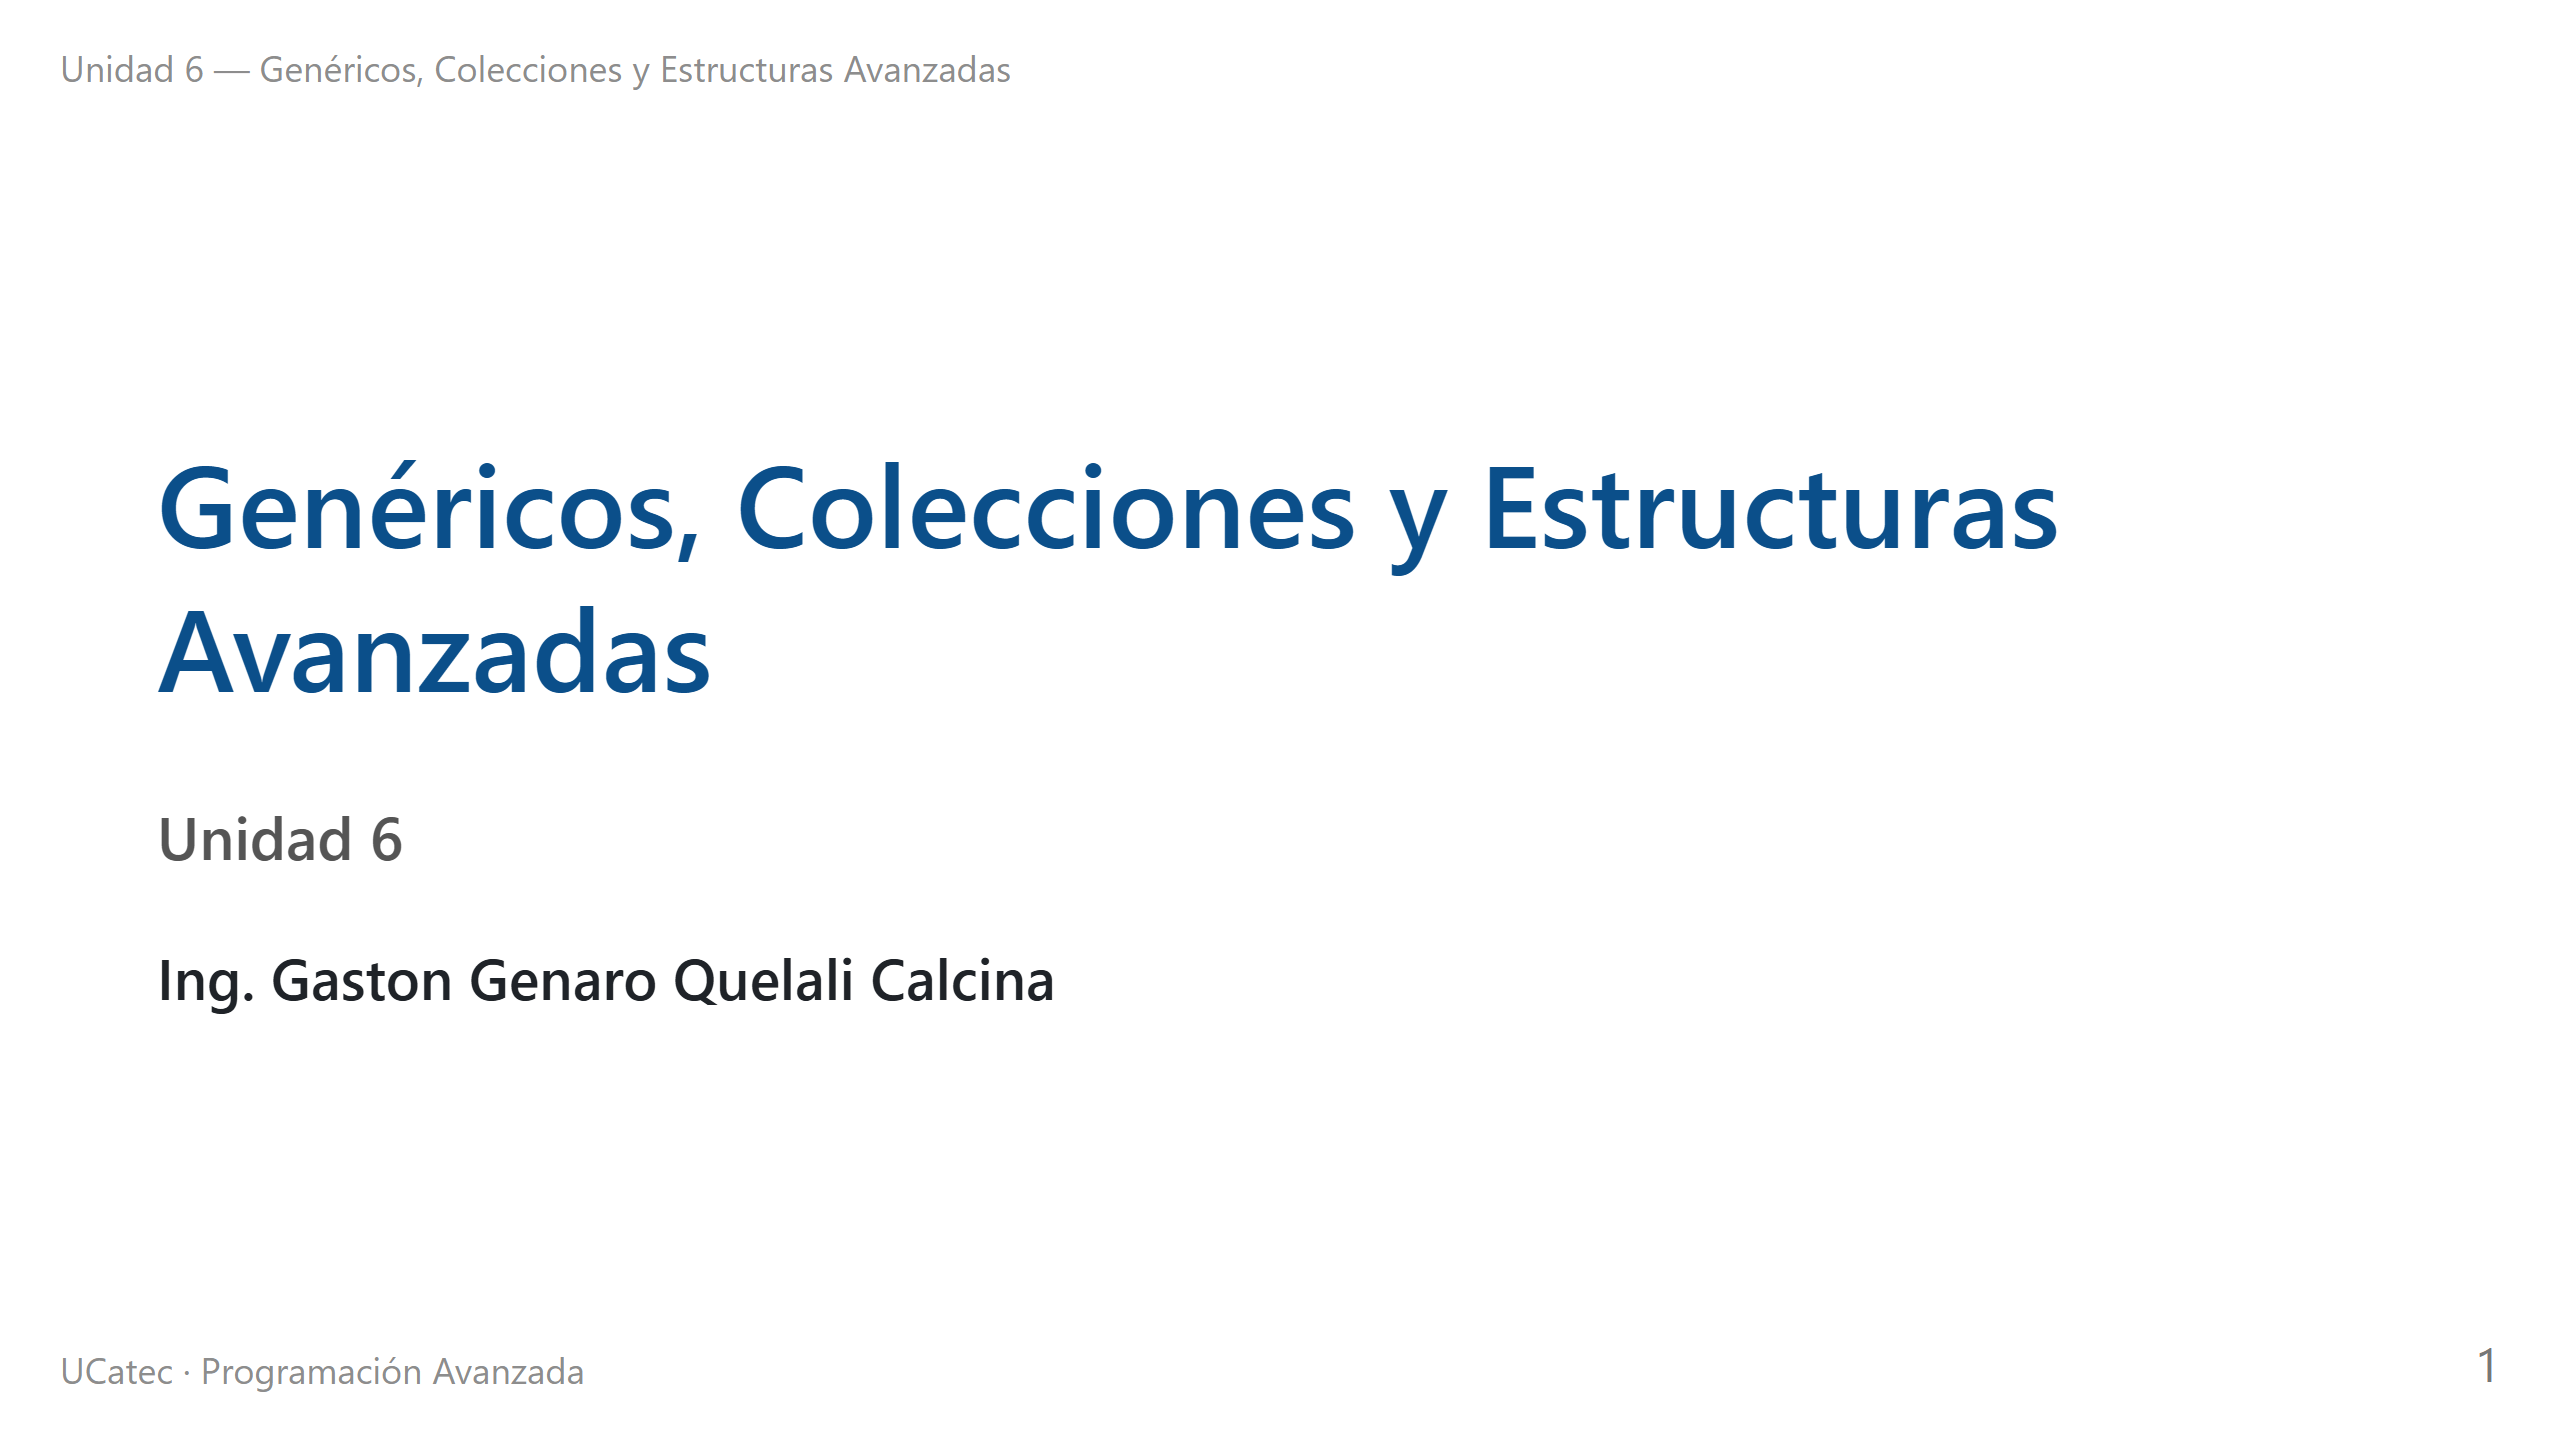 Unidad 6 — Genéricos, Colecciones y Estructuras Avanzadas
Genéricos, Colecciones y Estructuras
Avanzadas
Unidad 6
Ing. Gaston Genaro Quelali Calcina
UCatec · Programación Avanzada
1